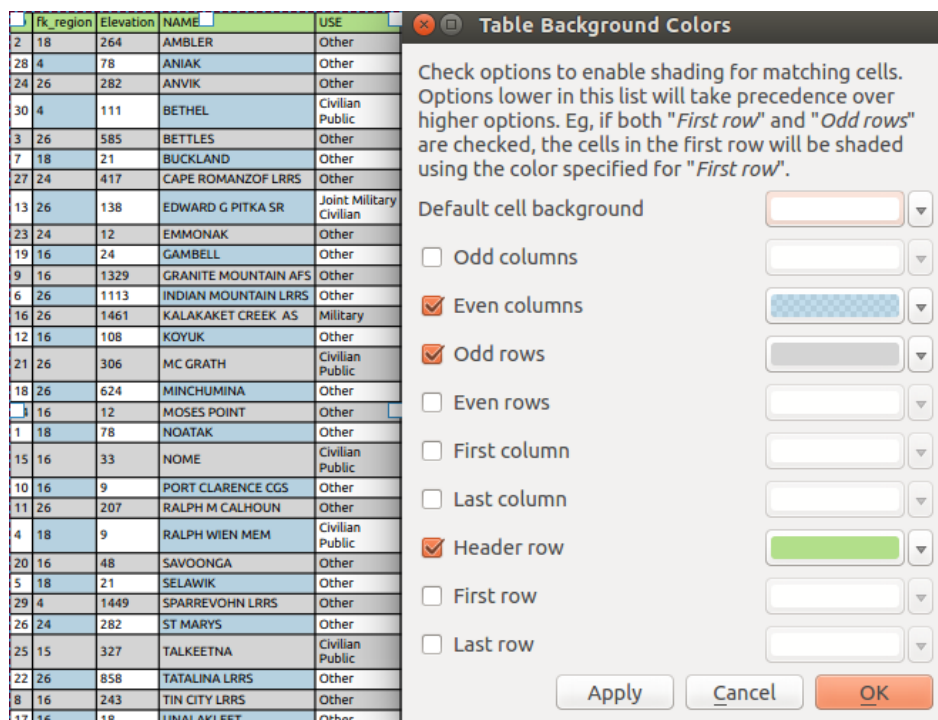 fk_region Elevation NAME USE
2 18 264 AMBLER Other
28 4 78 ANIAK Other
24 26 282 ANVIK Other
30 4 111 BETHEL Civilian
Public
3 26 585 BETTLES Other
7 18 21 BUCKLAND Other
27 24 417 CAPE ROMANZOF LRRS Other
13 26 138 EDWARD G PITKA SR Joint Military
Civilian
23 24 12 EMMONAK Other
19 16 24 GAMBELL Other
9 16 1329 GRANITE MOUNTAIN AFS Other
6 26 1113 INDIAN MOUNTAIN LRRS Other
16 26 1461 KALAKAKET CREEK AS Military
12 16 108 KOYUK Other
21 26 306 MC GRATH Civilian
Public
18 26 624 MINCHUMINA Other
16 12 MOSES POINT Other
1 18 78 NOATAK Other
15 16 33 NOME Civilian
Public
10 16 9 PORT CLARENCE CGS Other
11 26 207 RALPH M CALHOUN Other
4 18 9 RALPH WIEN MEM Civilian
Public
20 16 48 SAVOONGA Other
5 18 21 SELAWIK Other
29 4 1449 SPARREVOHN LRRS Other
26 24 282 ST MARYS Other
25 15 327 TALKEETNA Civilian
Public
22 26 858 TATALINA LRRS Other
8 16 243 TIN CITY LRRS Other
17 16 18 UNALAKLEET Other
Table Background Colors
Check options to enable shading for matching cells.
Options lower in this list will take precedence over
higher options. Eg, if both "First row" and "Odd rows"
are checked, the cells in the first row will be shaded
using the color specified for "First row".
Default cell background
Odd columns
Even columns
Odd rows
Even rows
First column
Last column
Header row
First row
Last row
Apply Cancel OK